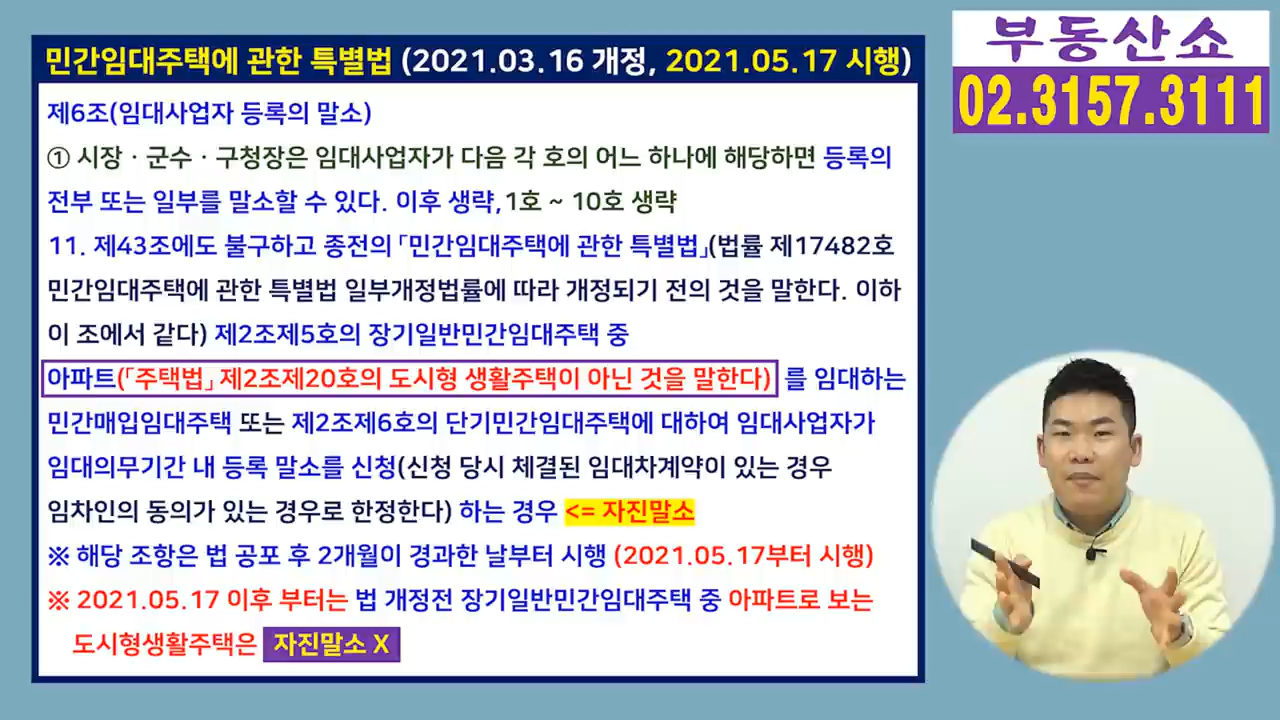 민간임대주택에 관한 특별법 (2021.03.16 개정, 2021.05.17 시행)
부동산쇼
02.3157.3111
제6조(임대사업자 등록의 말소)
① 시장 · 군수 · 구청장은 임대사업자가 다음 각 호의 어느 하나에 해당하면 등록의
전부 또는 일부를 말소할 수 있다. 이후 생략, 1호 ~ 10호 생략
11. 제43조에도 불구하고 종전의 「민간임대주택에 관한 특별법」(법률 제17482호
민간임대주택에 관한 특별법 일부개정법률에 따라 개정되기 전의 것을 말한다. 이하
이 조에서 같다) 제2조제5호의 장기일반민간임대주택 중
아파트(「주택법」 제2조제20호의 도시형 생활주택이 아닌 것을 말한다) 를 임대하는
민간매입임대주택 또는 제2조제6호의 단기민간임대주택에 대하여 임대사업자가
임대의무기간 내 등록 말소를 신청(신청 당시 체결된 임대차계약이 있는 경우
임차인의 동의가 있는 경우로 한정한다) 하는 경우 <= 자진말소
※ 해당 조항은 법 공포 후 2개월이 경과한 날부터 시행 (2021.05.17부터 시행)
※ 2021.05.17 이후 부터는 법 개정전 장기일반민간임대주택 중 아파트로 보는
도시형생활주택은 자진말소 X